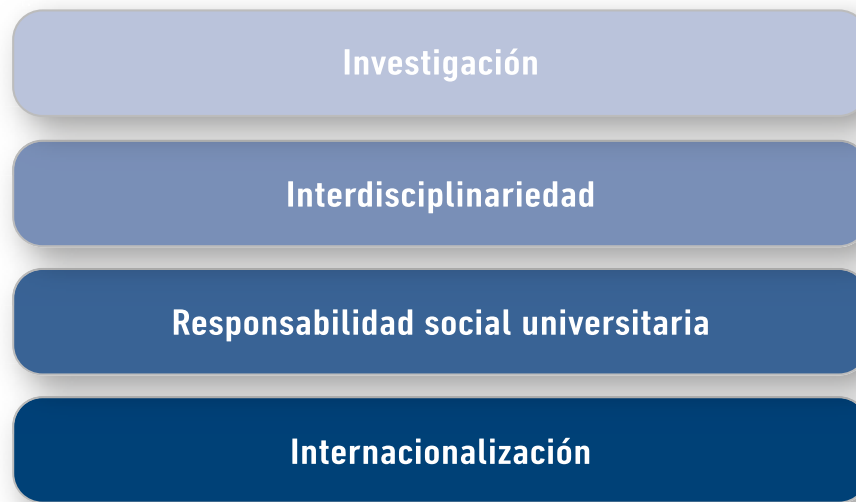 Investigación
Interdisciplinariedad
Responsabilidad social universitaria
Internacionalización